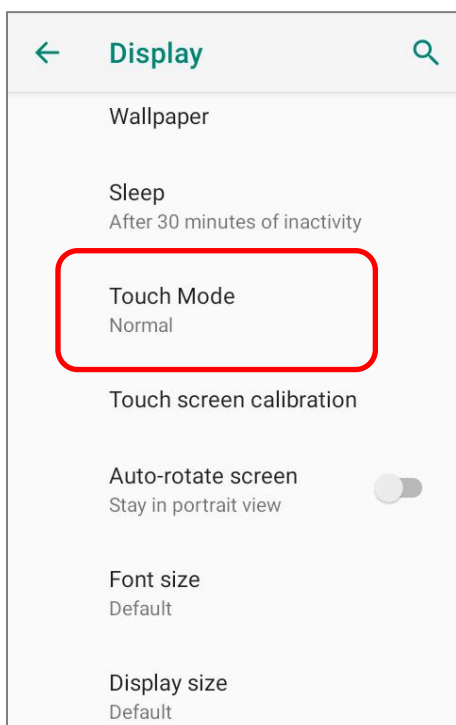 Display
Wallpaper
Sleep
After 30 minutes of inactivity
Touch Mode
Normal
Touch screen calibration
Auto-rotate screen
Stay in portrait view
Font size
Default
Display size
Default